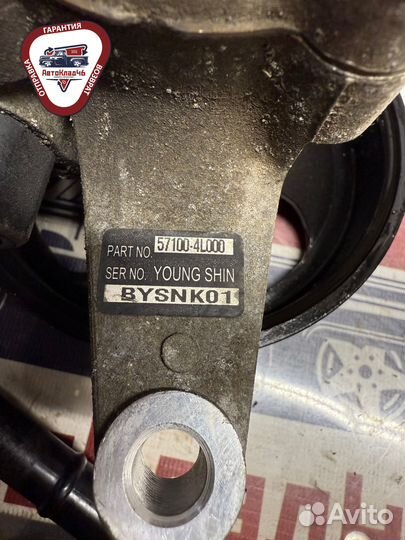 ГАРАНТИЯ
АвтоКлад46
ОТПРАВКА
ВОЗВРАТ
PART NO. 57100-4L000
SER NO. YOUNG SHIN
BYSNK01
Avito